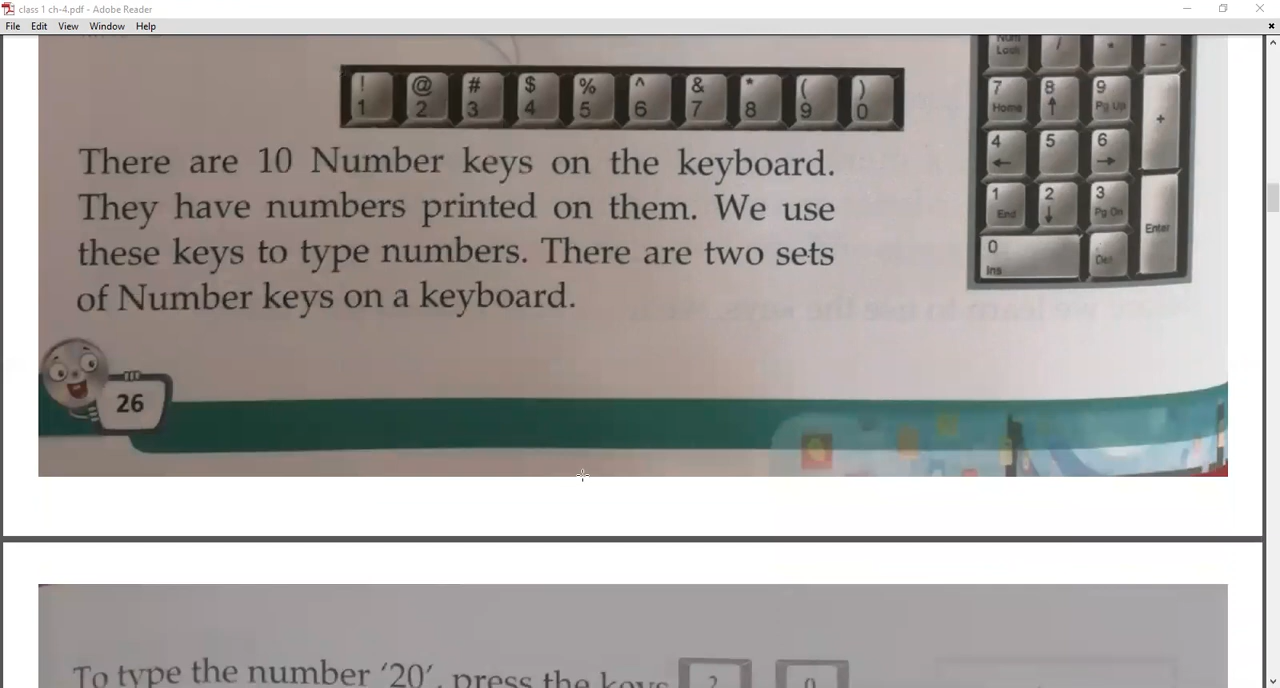 class 1 ch-4.pdf - Adobe Reader
File Edit View Window Help
! @ # $ % ^ & * ( )
1 2 3 4 5 6 7 8 9 0
Num Lock / * -
7 Home 8 9 Pg Up +
4 5 6
1 End 2 3 Pg Dn Enter
0 Ins . Del
There are 10 Number keys on the keyboard.
They have numbers printed on them. We use
these keys to type numbers. There are two sets
of Number keys on a keyboard.
26
To type the number ‘20’, press the keys 2 0